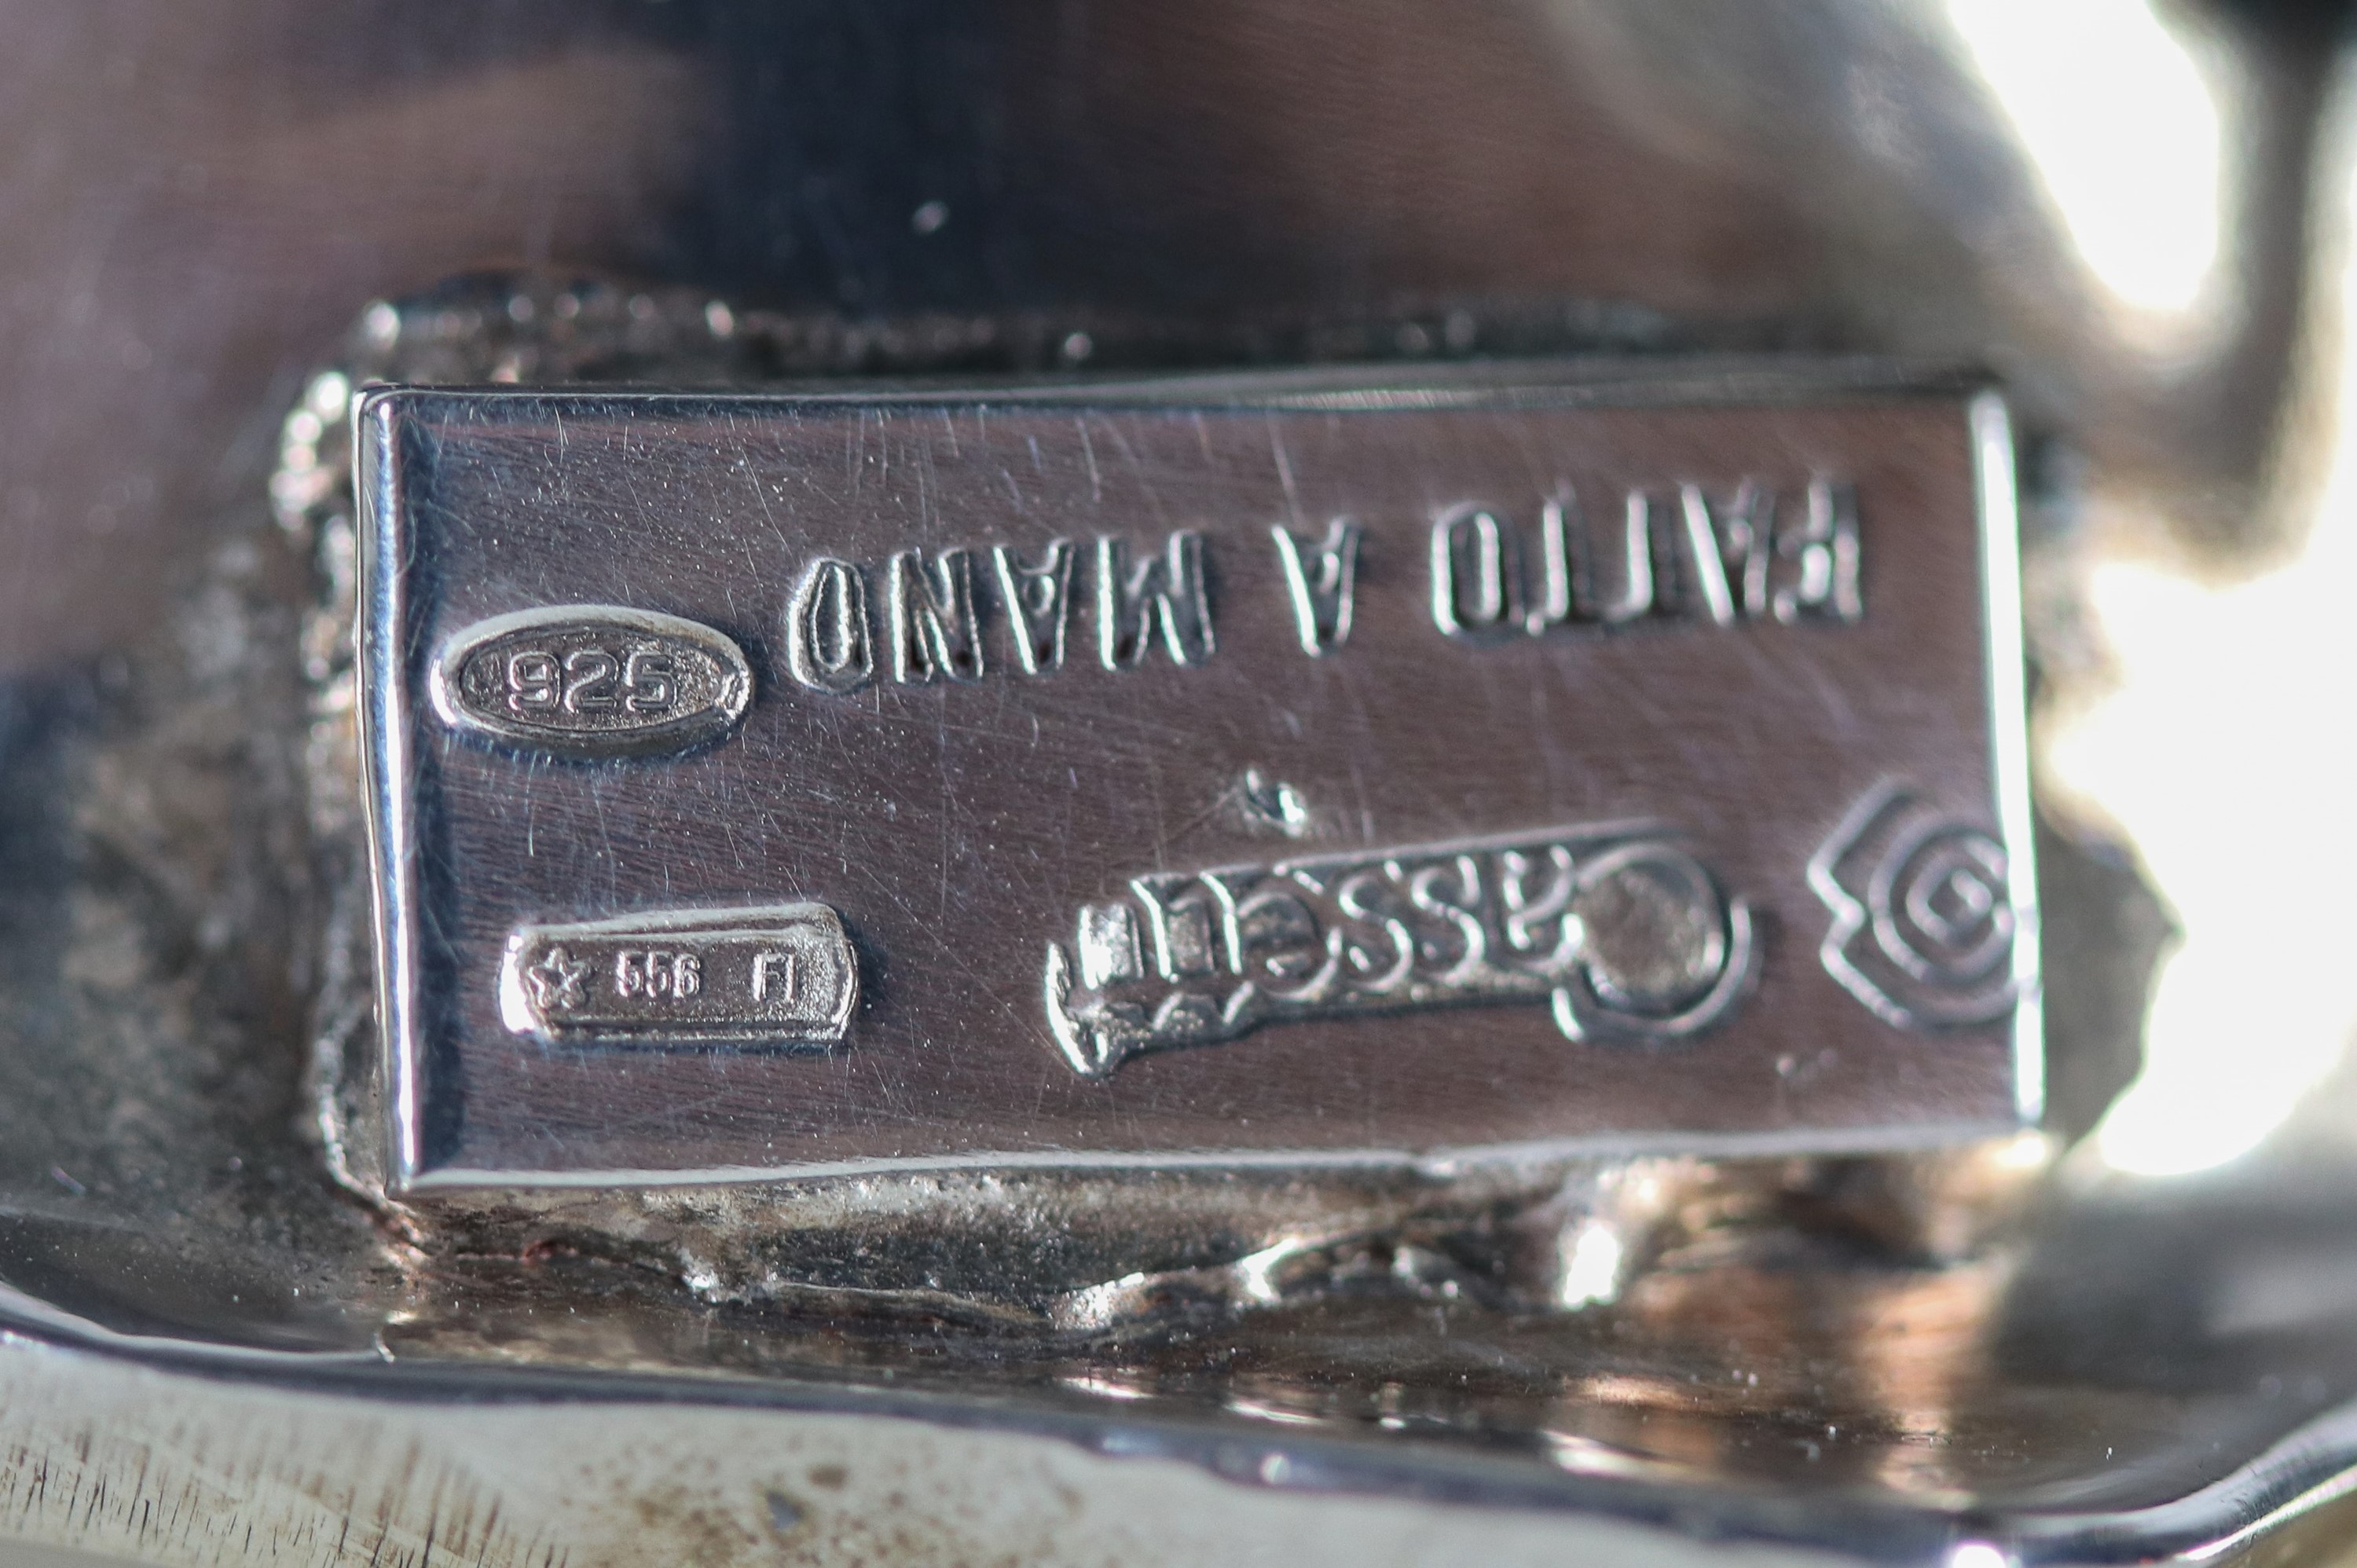 FATTO A MANO
925
Cassetti
☆ 556 FI